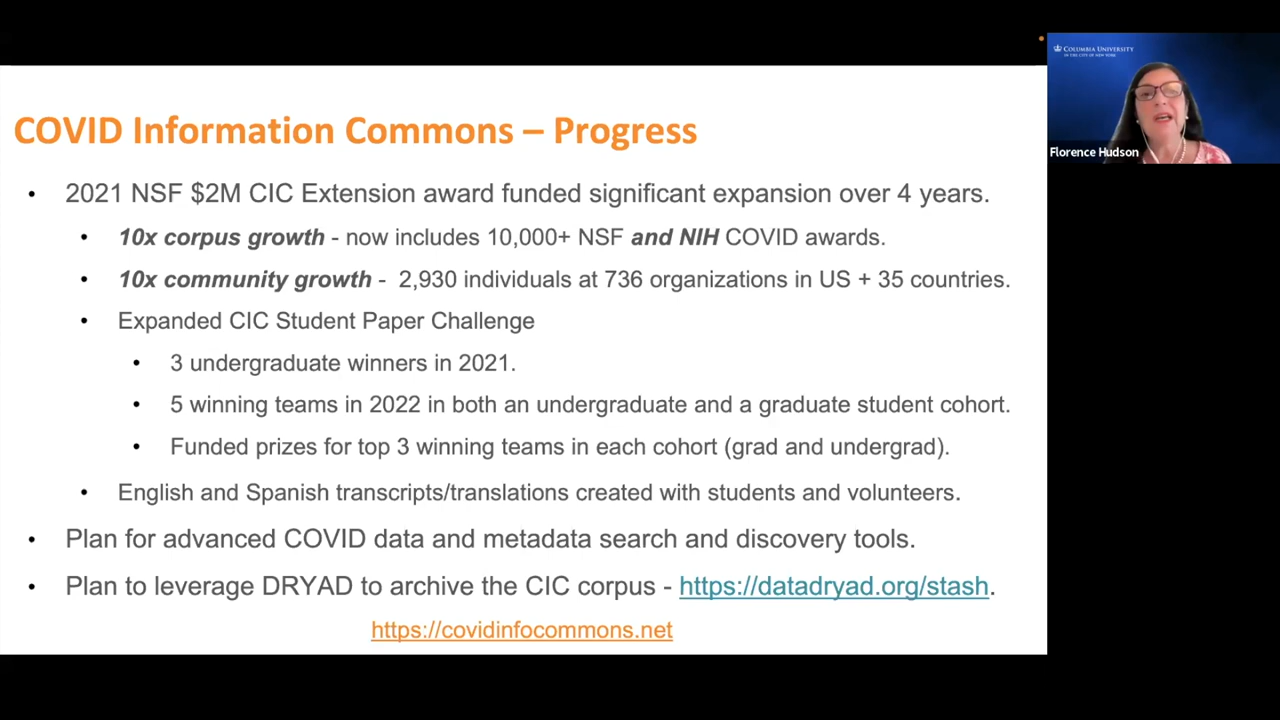 COLUMBIA UNIVERSITY
IN THE CITY OF NEW YORK
Florence Hudson
COVID Information Commons – Progress
• 2021 NSF $2M CIC Extension award funded significant expansion over 4 years.
• 10x corpus growth - now includes 10,000+ NSF and NIH COVID awards.
• 10x community growth - 2,930 individuals at 736 organizations in US + 35 countries.
• Expanded CIC Student Paper Challenge
• 3 undergraduate winners in 2021.
• 5 winning teams in 2022 in both an undergraduate and a graduate student cohort.
• Funded prizes for top 3 winning teams in each cohort (grad and undergrad).
• English and Spanish transcripts/translations created with students and volunteers.
• Plan for advanced COVID data and metadata search and discovery tools.
• Plan to leverage DRYAD to archive the CIC corpus - https://datadryad.org/stash.
https://covidinfocommons.net